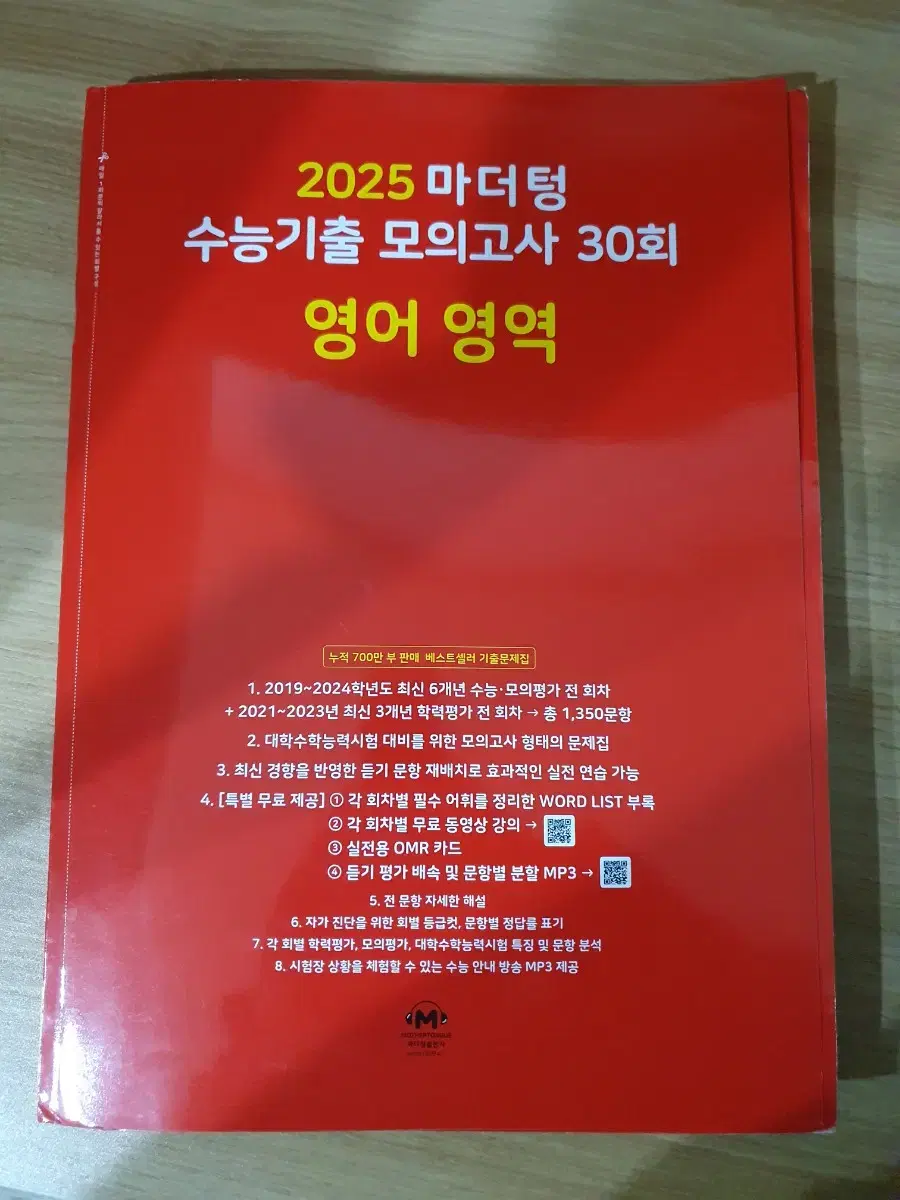 2025 마더텅
수능기출 모의고사 30회
영어 영역
누적 700만 부 판매 베스트셀러 기출문제집
1. 2019~2024학년도 최신 6개년 수능·모의평가 전 회차
+ 2021~2023년 최신 3개년 학력평가 전 회차 → 총 1,350문항
2. 대학수학능력시험 대비를 위한 모의고사 형태의 문제집
3. 최신 경향을 반영한 듣기 문항 재배치로 효과적인 실전 연습 가능
4. [특별 무료 제공] ① 각 회차별 필수 어휘를 정리한 WORD LIST 부록
② 각 회차별 무료 동영상 강의 →
③ 실전용 OMR 카드
④ 듣기 평가 배속 및 문항별 분할 MP3 →
5. 전 문항 자세한 해설
6. 자가 진단을 위한 회별 등급컷, 문항별 정답률 표기
7. 각 회별 학력평가, 모의평가, 대학수학능력시험 특징 및 문항 분석
8. 시험장 상황을 체험할 수 있는 수능 안내 방송 MP3 제공
M
MOTHERTONGUE
마더텅출판사